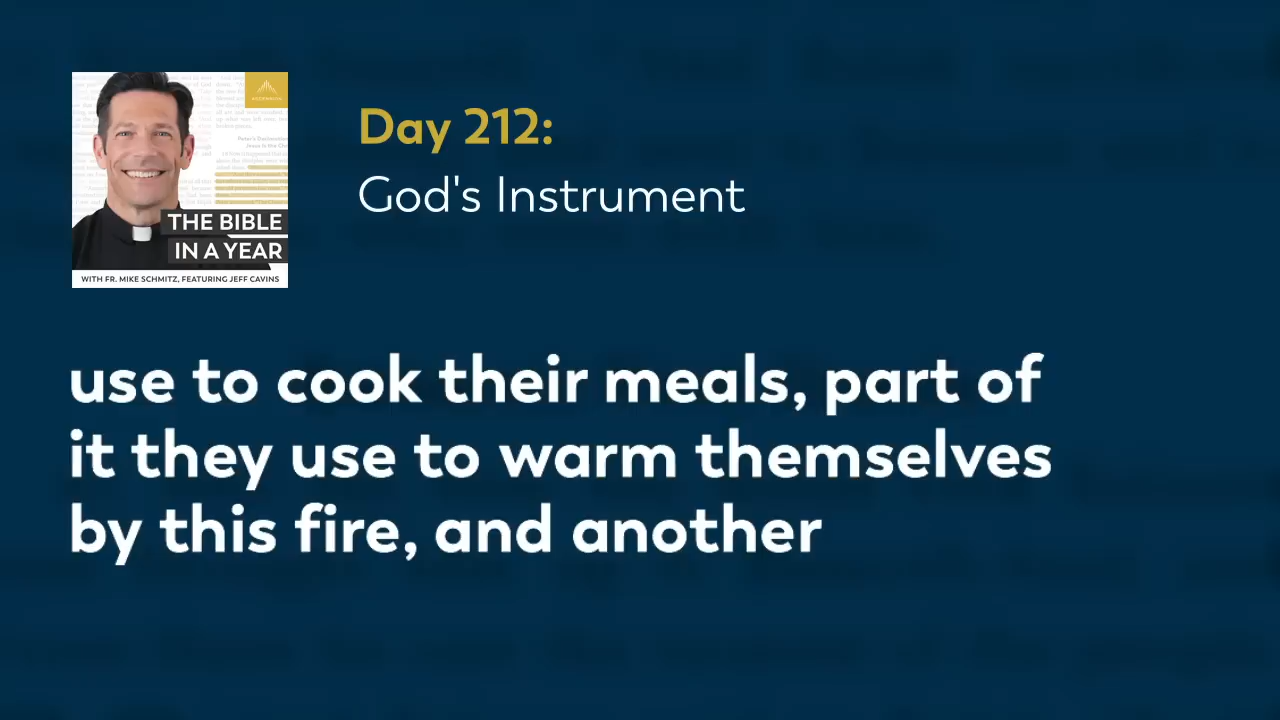 Day 212:
God's Instrument
THE BIBLE
IN A YEAR
WITH FR. MIKE SCHMITZ, FEATURING JEFF CAVINS
use to cook their meals, part of
it they use to warm themselves
by this fire, and another